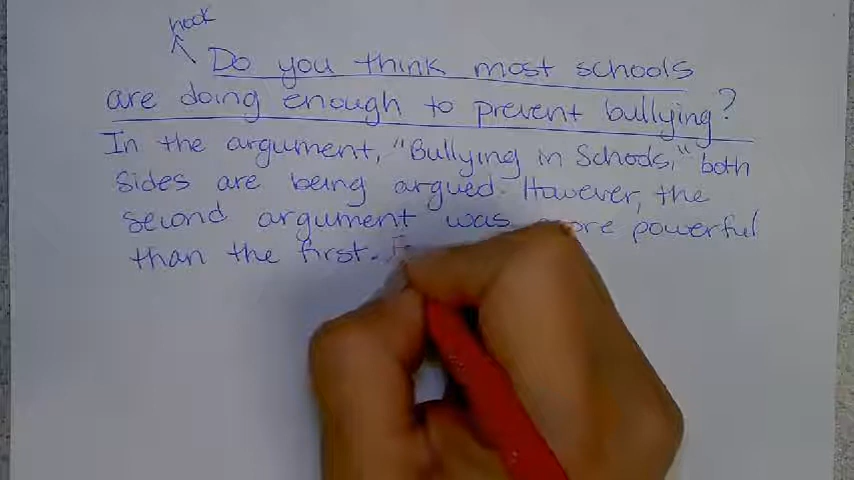 hook
Do you think most schools
are doing enough to prevent bullying?
In the argument, "Bullying in Schools," both
sides are being argued. However, the
second argument was more powerful
than the first. F